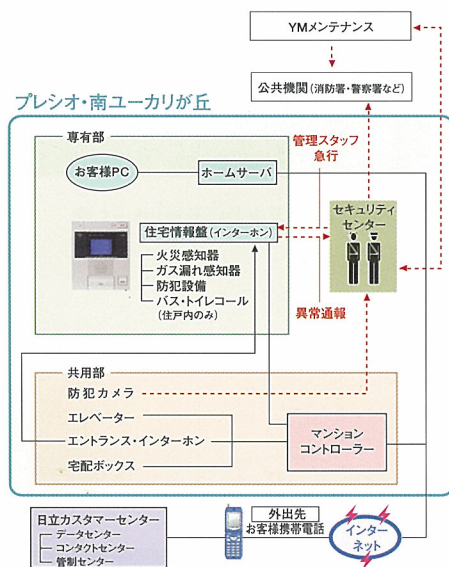 YMメンテナンス
公共機関(消防署・警察署など)
プレシオ・南ユーカリが丘
専有部
管理スタッフ
急行
お客様PC
ホームサーバ
セキュリティ
センター
住宅情報盤(インターホン)
火災感知器
ガス漏れ感知器
防犯設備
バス・トイレコール
(住戸内のみ)
異常通報
共用部
防犯カメラ
エレベーター
エントランス・インターホン
宅配ボックス
マンション
コントローラー
日立カスタマーセンター
データセンター
コンタクトセンター
管制センター
外出先
お客様携帯電話
インター
ネット